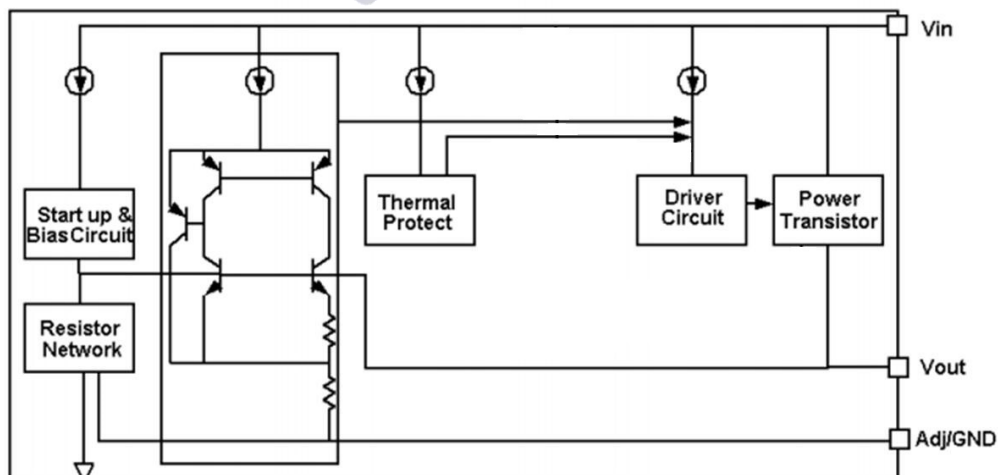 Vin
Start up &
Bias Circuit
Thermal
Protect
Driver
Circuit
Power
Transistor
Resistor
Network
Vout
Adj/GND